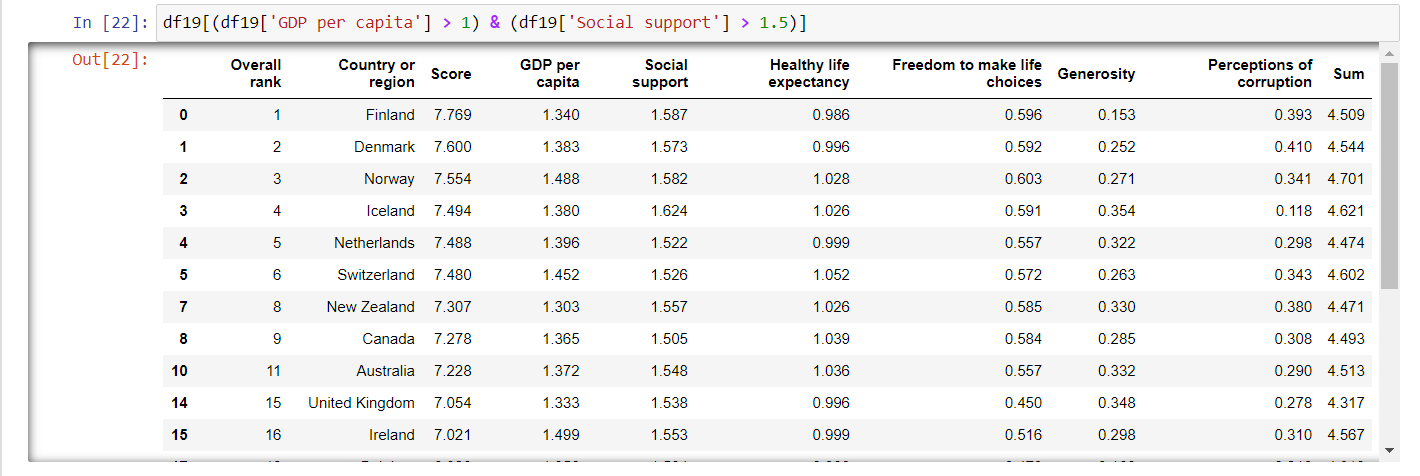 In [22]: df19[(df19['GDP per capita'] > 1) & (df19['Social support'] > 1.5)]
Out[22]:
Overall rank Country or region Score GDP per capita Social support Healthy life expectancy Freedom to make life choices Generosity Perceptions of corruption Sum
0 1 Finland 7.769 1.340 1.587 0.986 0.596 0.153 0.393 4.509
1 2 Denmark 7.600 1.383 1.573 0.996 0.592 0.252 0.410 4.544
2 3 Norway 7.554 1.488 1.582 1.028 0.603 0.271 0.341 4.701
3 4 Iceland 7.494 1.380 1.624 1.026 0.591 0.354 0.118 4.621
4 5 Netherlands 7.488 1.396 1.522 0.999 0.557 0.322 0.298 4.474
5 6 Switzerland 7.480 1.452 1.526 1.052 0.572 0.263 0.343 4.602
7 8 New Zealand 7.307 1.303 1.557 1.026 0.585 0.330 0.380 4.471
8 9 Canada 7.278 1.365 1.505 1.039 0.584 0.285 0.308 4.493
10 11 Australia 7.228 1.372 1.548 1.036 0.557 0.332 0.290 4.513
14 15 United Kingdom 7.054 1.333 1.538 0.996 0.450 0.348 0.278 4.317
15 16 Ireland 7.021 1.499 1.553 0.999 0.516 0.298 0.310 4.567